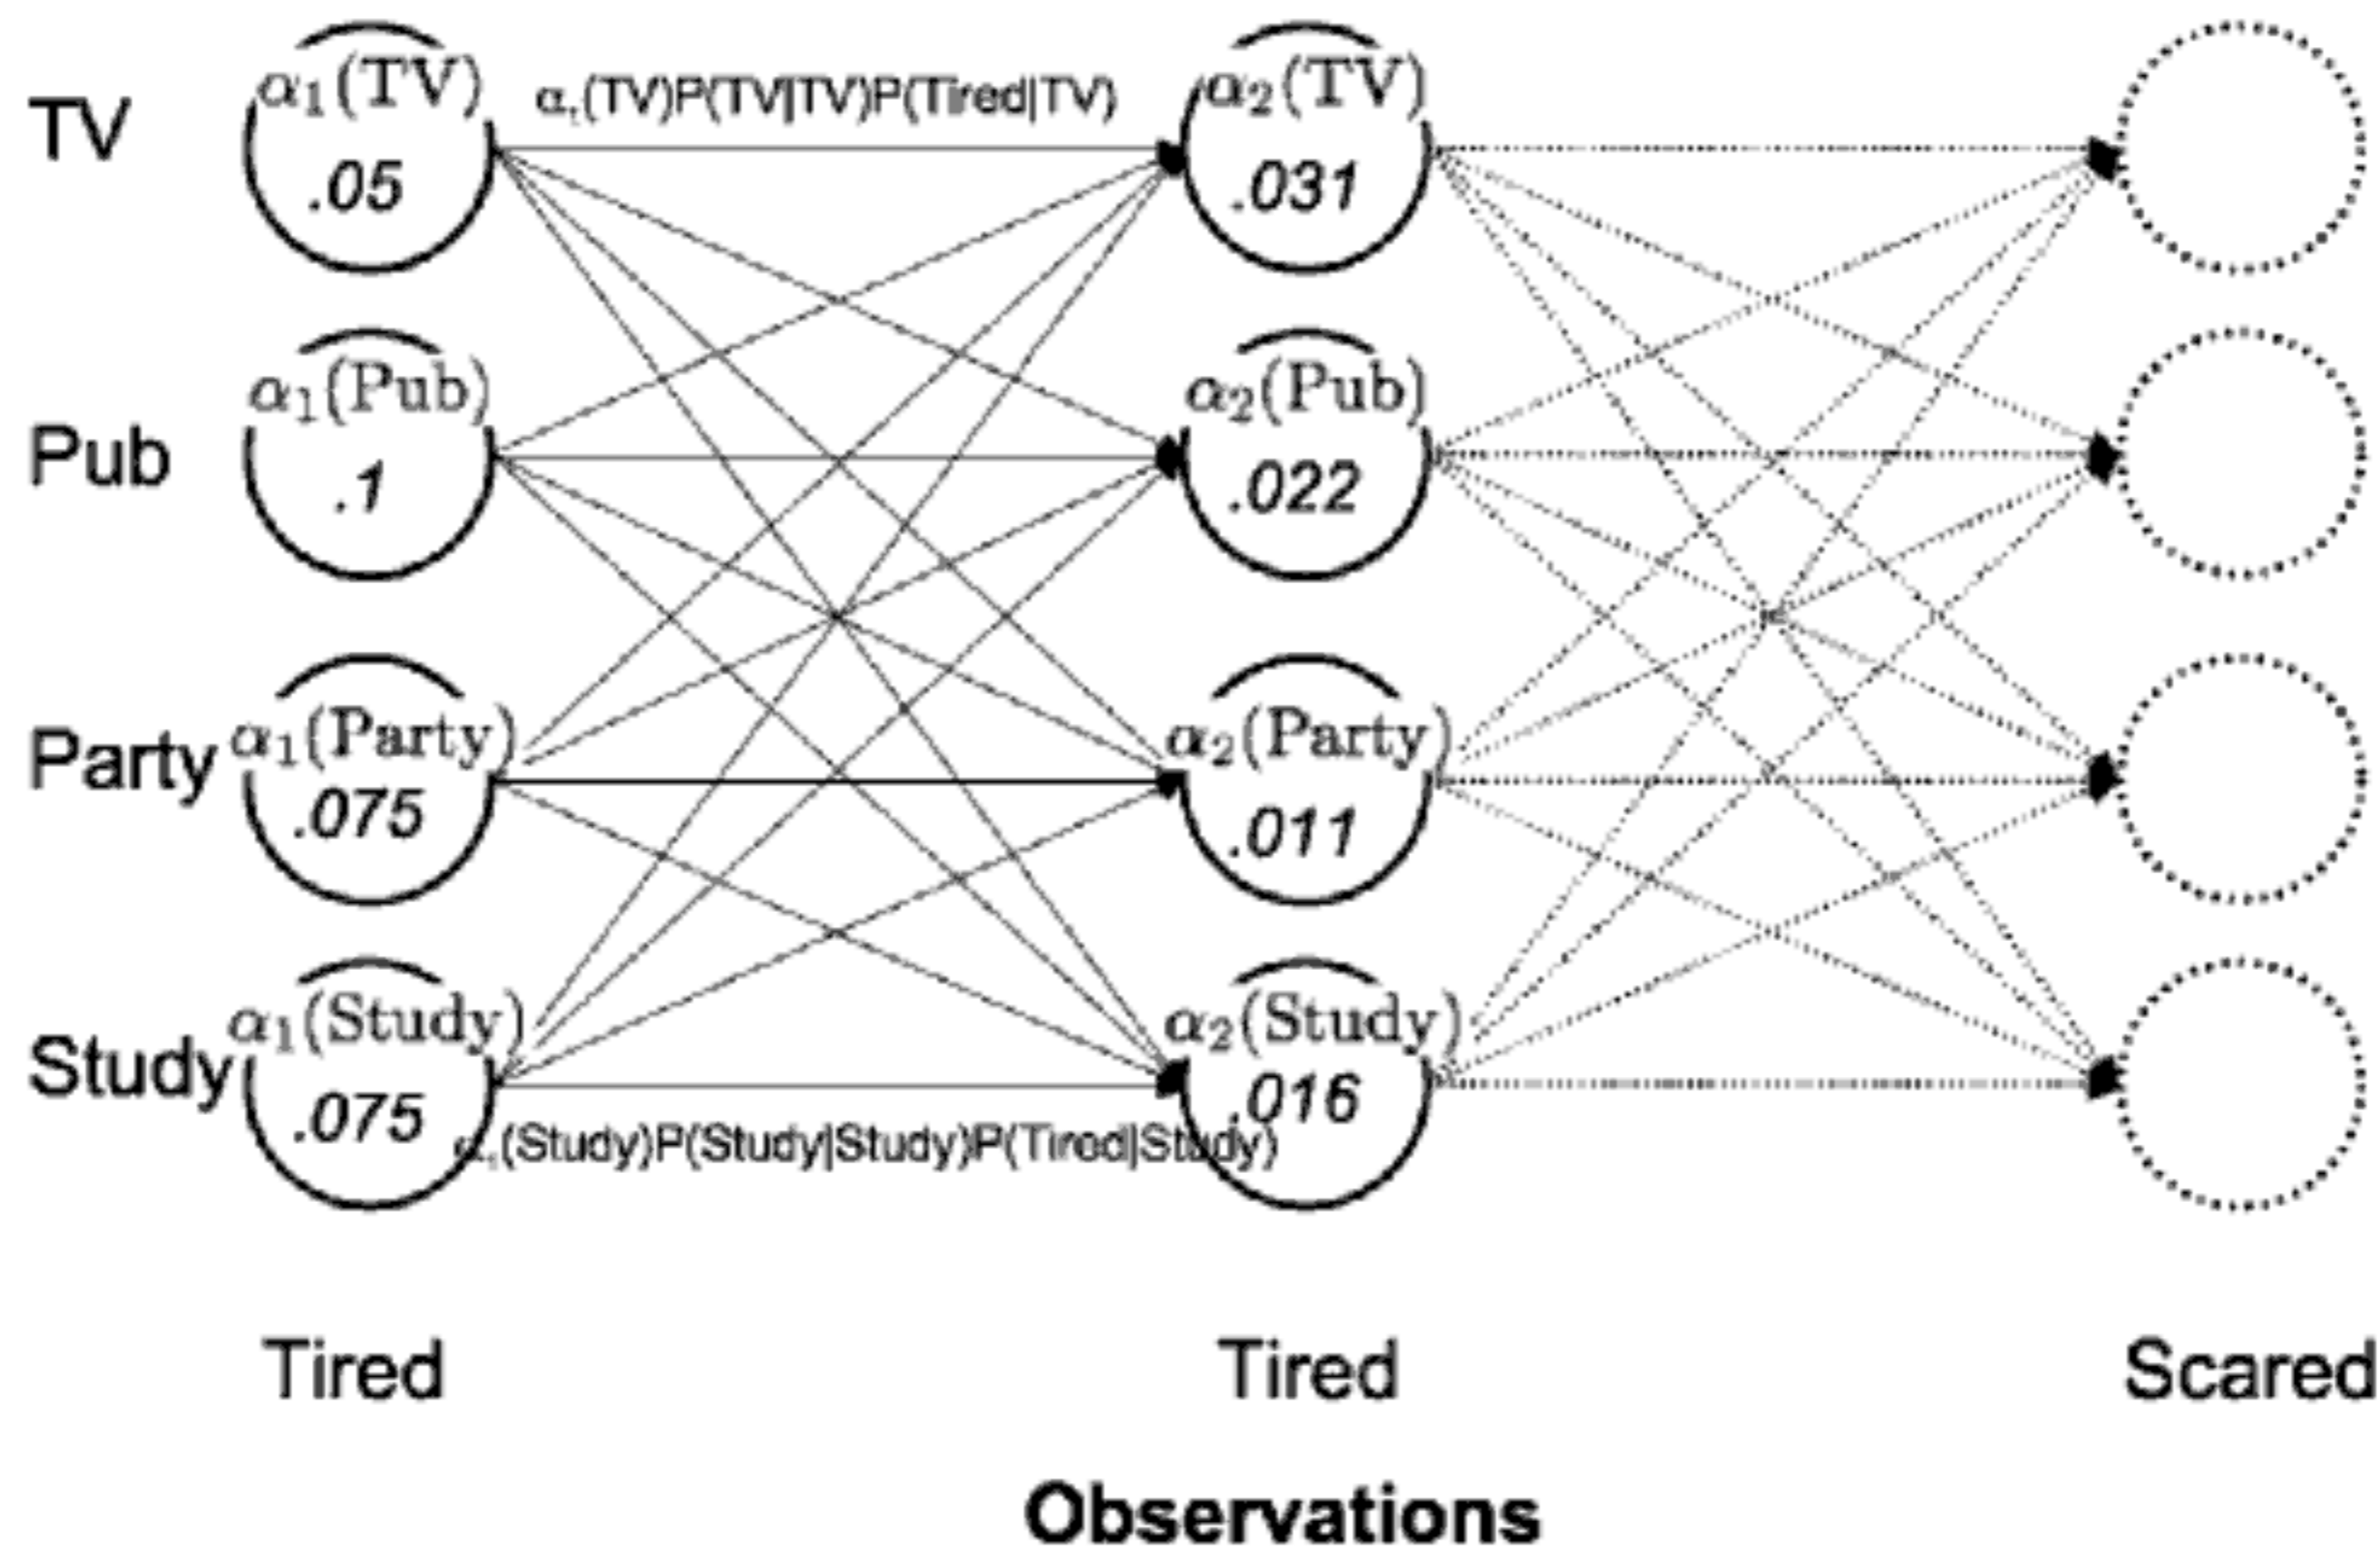 TV
α₁(TV)
.05
α₁(TV)P(TV|TV)P(Tired|TV)
α₂(TV)
.031
Pub
α₁(Pub)
.1
α₂(Pub)
.022
Party
α₁(Party)
.075
α₂(Party)
.011
Study
α₁(Study)
.075
α₁(Study)P(Study|Study)P(Tired|Study)
α₂(Study)
.016
Tired
Tired
Scared
Observations